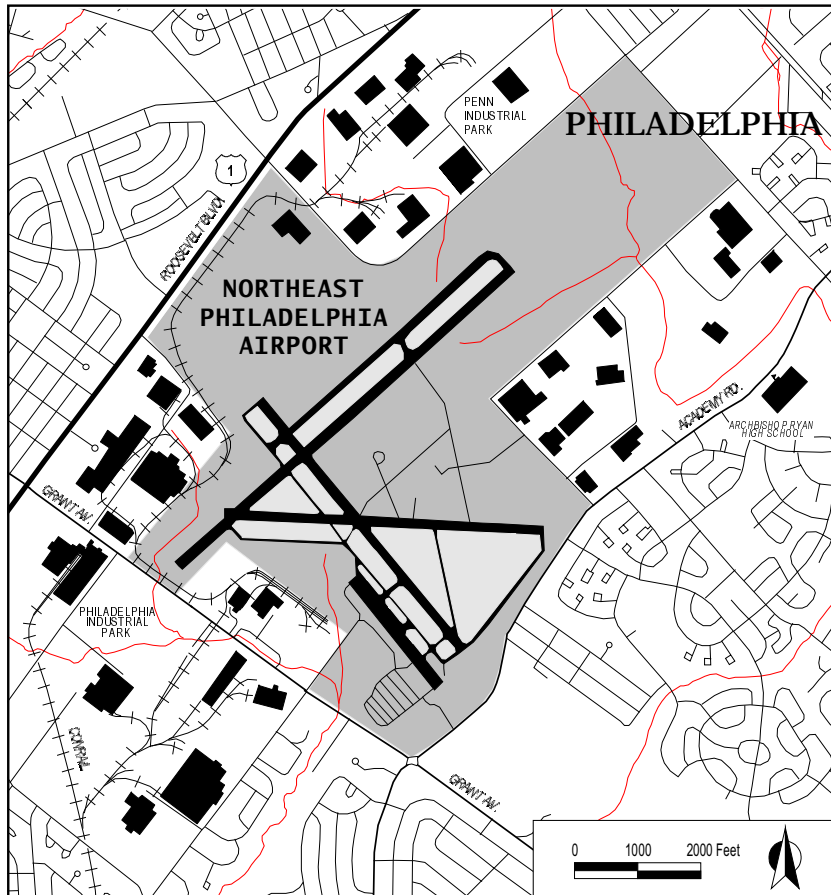 PENN
INDUSTRIAL
PARK
PHILADELPHIA
1
ROOSEVELT BLVD.
NORTHEAST
PHILADELPHIA
AIRPORT
ACADEMY RD.
ARCHBISHOP RYAN
HIGH SCHOOL
GRANT AV.
PHILADELPHIA
INDUSTRIAL
PARK
CONRAIL
GRANT AV.
0 1000 2000 Feet